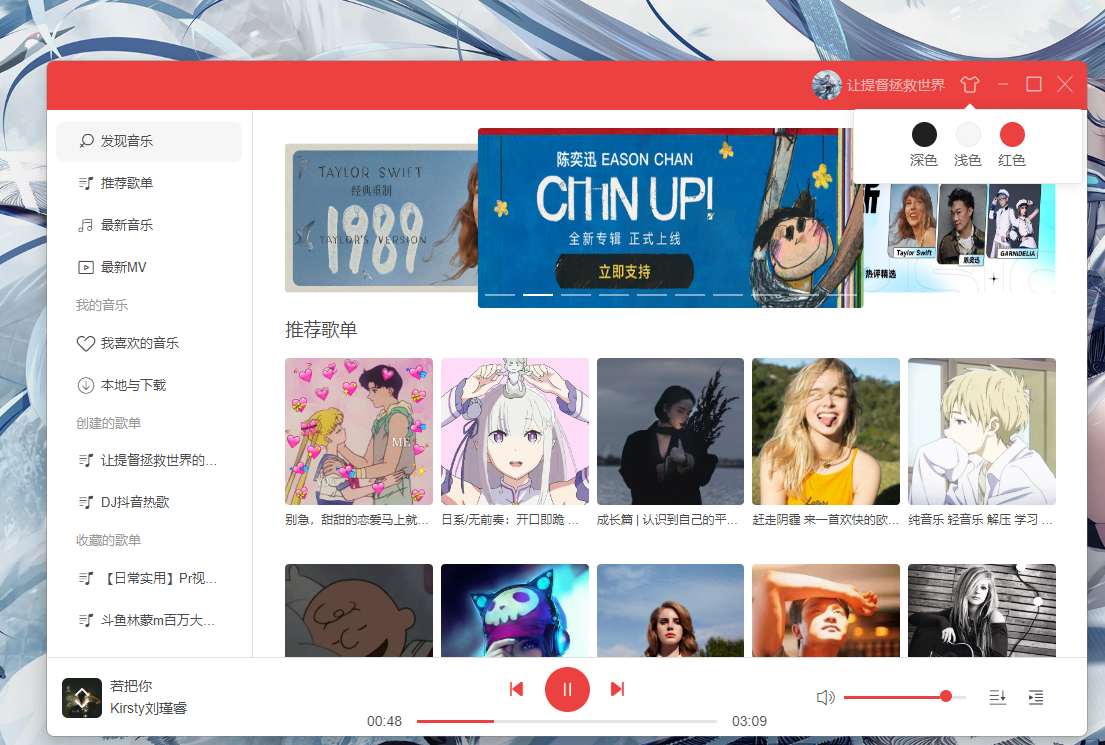 让提督拯救世界
深色 浅色 红色
发现音乐
推荐歌单
最新音乐
最新MV
我的音乐
我喜欢的音乐
本地与下载
创建的歌单
让提督拯救世界的...
DJ抖音热歌
收藏的歌单
【日常实用】Pr视...
斗鱼林蒙m百万大...
TAYLOR SWIFT
经典重制
1989
TAYLOR'S VERSION
陈奕迅 EASON CHAN
CHIN UP!
全新专辑 正式上线
立即支持
Taylor Swift
陈奕迅
GARNiDELiA
热评精选
推荐歌单
ME
别急，甜甜的恋爱马上就...
日系/无前奏：开口即跪 ...
成长篇 | 认识到自己的平...
赶走阴霾 来一首欢快的欧...
纯音乐 轻音乐 解压 学习 ...
若把你
Kirsty刘瑾睿
00:48
03:09